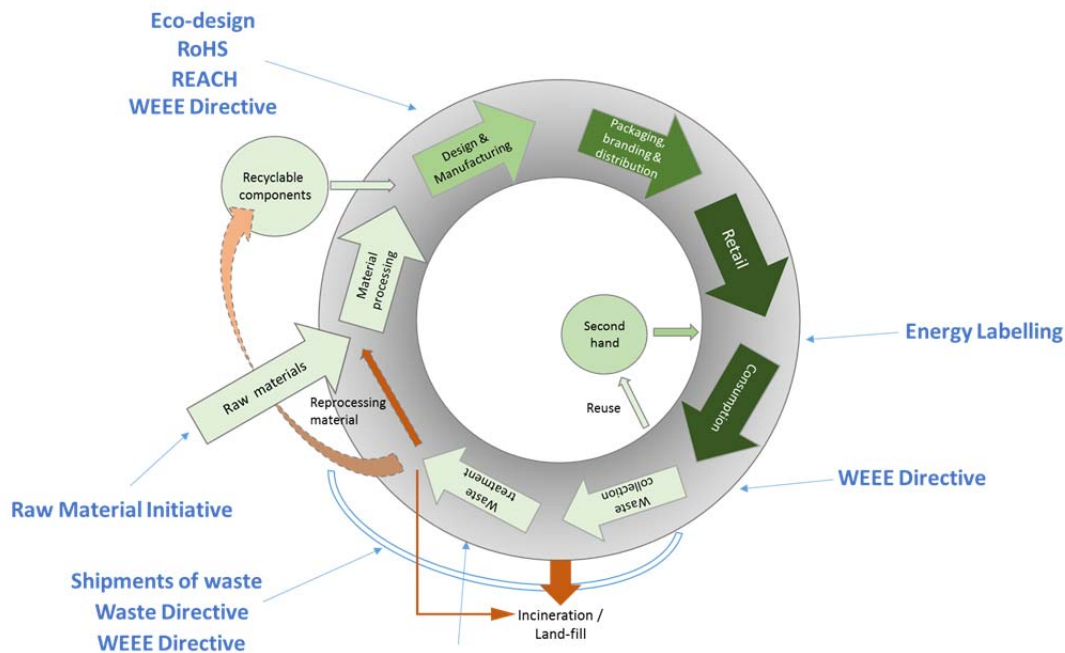 Eco-design
RoHS
REACH
WEEE Directive
Recyclable
components
Design &
Manufacturing
Packaging,
branding &
distribution
Material
processing
Retail
Second
hand
Energy Labelling
Raw materials
Reprocessing
material
Reuse
Consumption
Waste
treatment
Waste
collection
WEEE Directive
Raw Material Initiative
Shipments of waste
Waste Directive
WEEE Directive
Incineration /
Land-fill